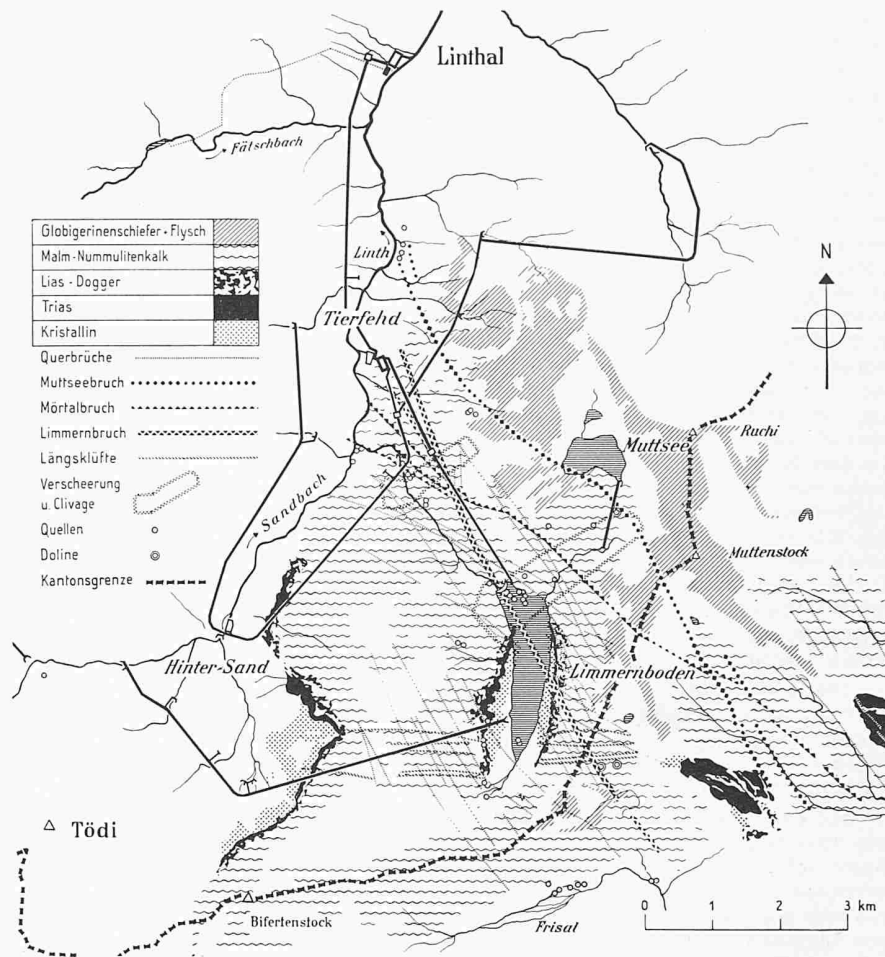 Linthal
Fätschbach
Globigerinenschiefer + Flysch
Malm-Nummulitenkalk
Lias - Dogger
Trias
Kristallin
Querbrüche
Muttseebruch
Mörtalbruch
Limmernbruch
Längsklüfte
Verscheerung
u. Clivage
Quellen
Doline
Kantonsgrenze
Linth
Tierfehd
N
Muttsee
Ruchi
Sandbach
Muttenstock
Hinter-Sand
Limmernboden
Tödi
Bifertenstock
Frisal
0 1 2 3 km